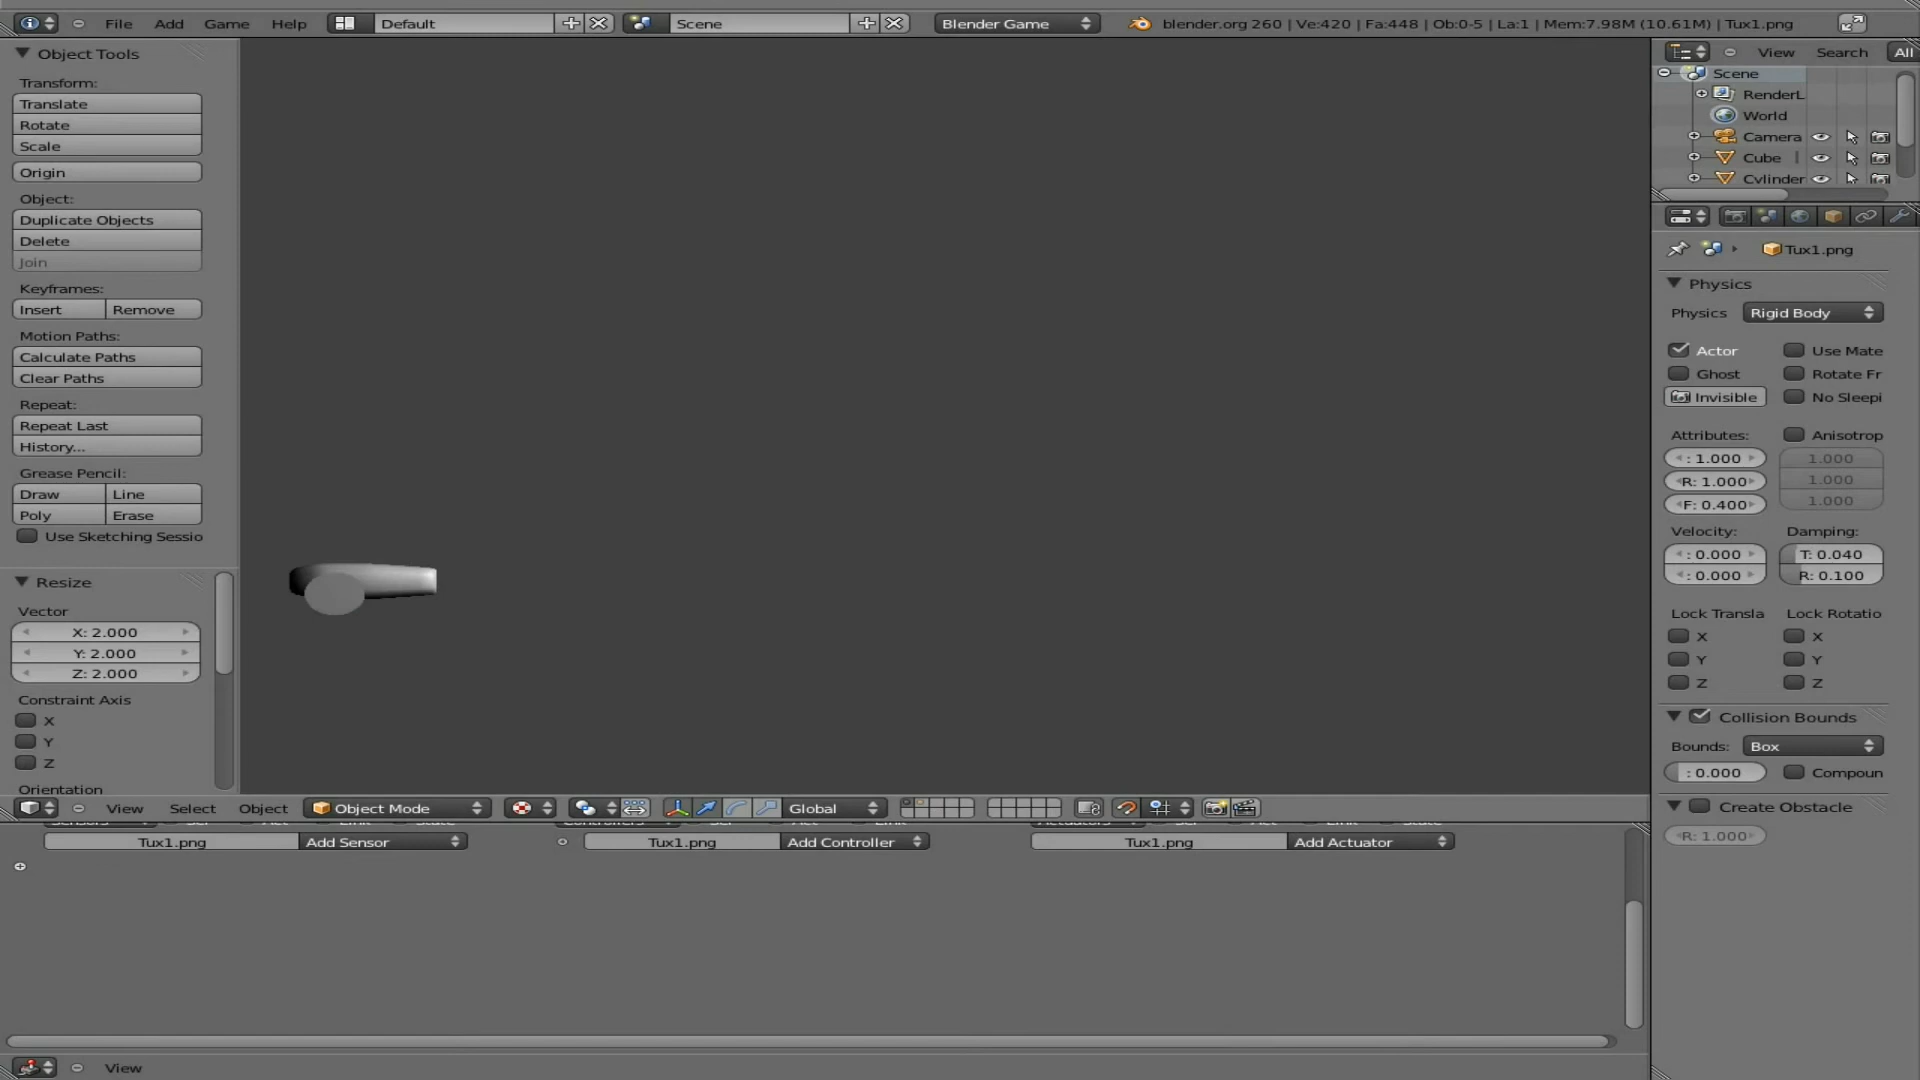 File Add Game Help Default Scene Blender Game blender.org 260 | Ve:420 | Fa:448 | Ob:0-5 | La:1 | Mem:7.98M (10.61M) | Tux1.png
Object Tools
Transform:
Translate
Rotate
Scale
Origin
Object:
Duplicate Objects
Delete
Join
Keyframes:
Insert Remove
Motion Paths:
Calculate Paths
Clear Paths
Repeat:
Repeat Last
History...
Grease Pencil:
Draw Line
Poly Erase
Use Sketching Sessio
Resize
Vector
X: 2.000
Y: 2.000
Z: 2.000
Constraint Axis
X
Y
Z
Orientation
View Select Object Object Mode Global
Tux1.png Add Sensor Tux1.png Add Controller Tux1.png Add Actuator
View
View Search All
Scene
RenderL
World
Camera
Cube
Cylinder
Tux1.png
Physics
Physics Rigid Body
Actor Use Mate
Ghost Rotate Fr
Invisible No Sleepi
Attributes: Anisotrop
: 1.000 1.000
R: 1.000 1.000
F: 0.400 1.000
Velocity: Damping:
: 0.000 T: 0.040
: 0.000 R: 0.100
Lock Transla Lock Rotatio
X X
Y Y
Z Z
Collision Bounds
Bounds: Box
: 0.000 Compoun
Create Obstacle
R: 1.000